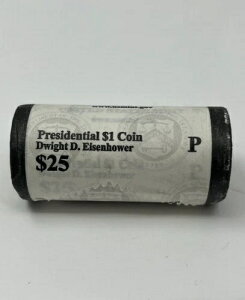 Presidential $1 Coin
Dwight D. Eisenhower
$25
P